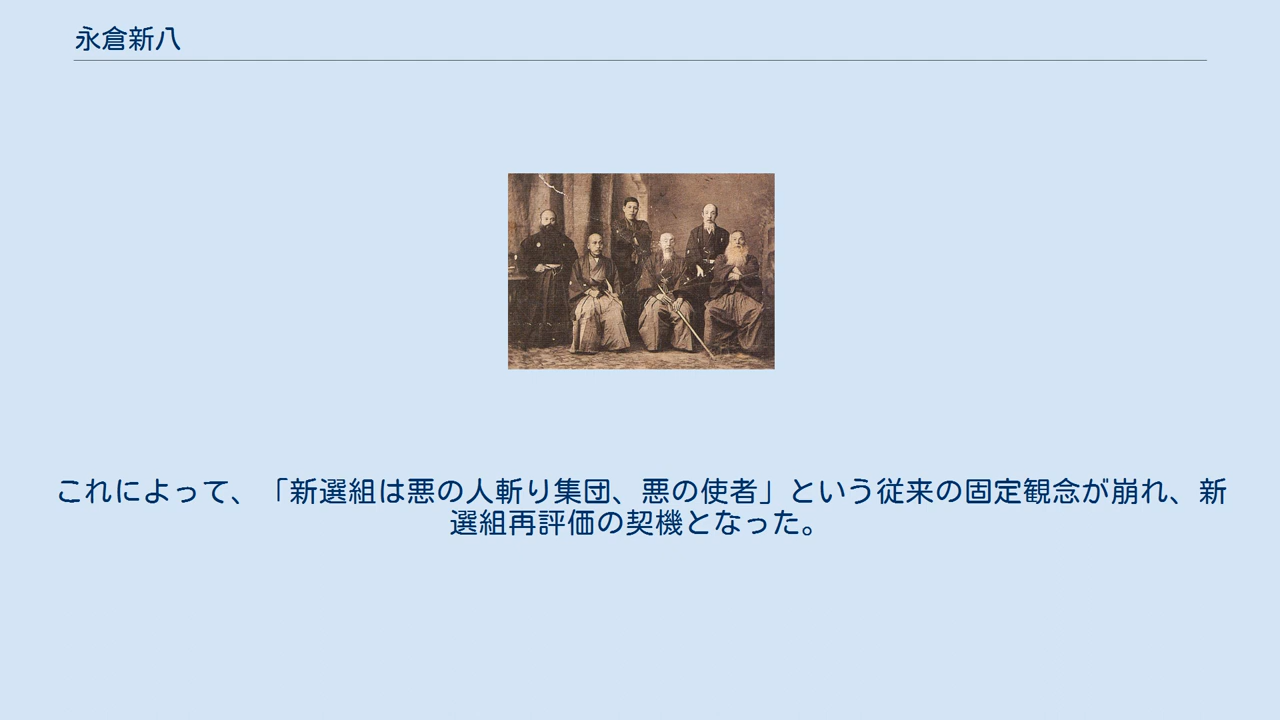 永倉新八
これによって、「新選組は悪の人斬り集団、悪の使者」という従来の固定観念が崩れ、新
選組再評価の契機となった。